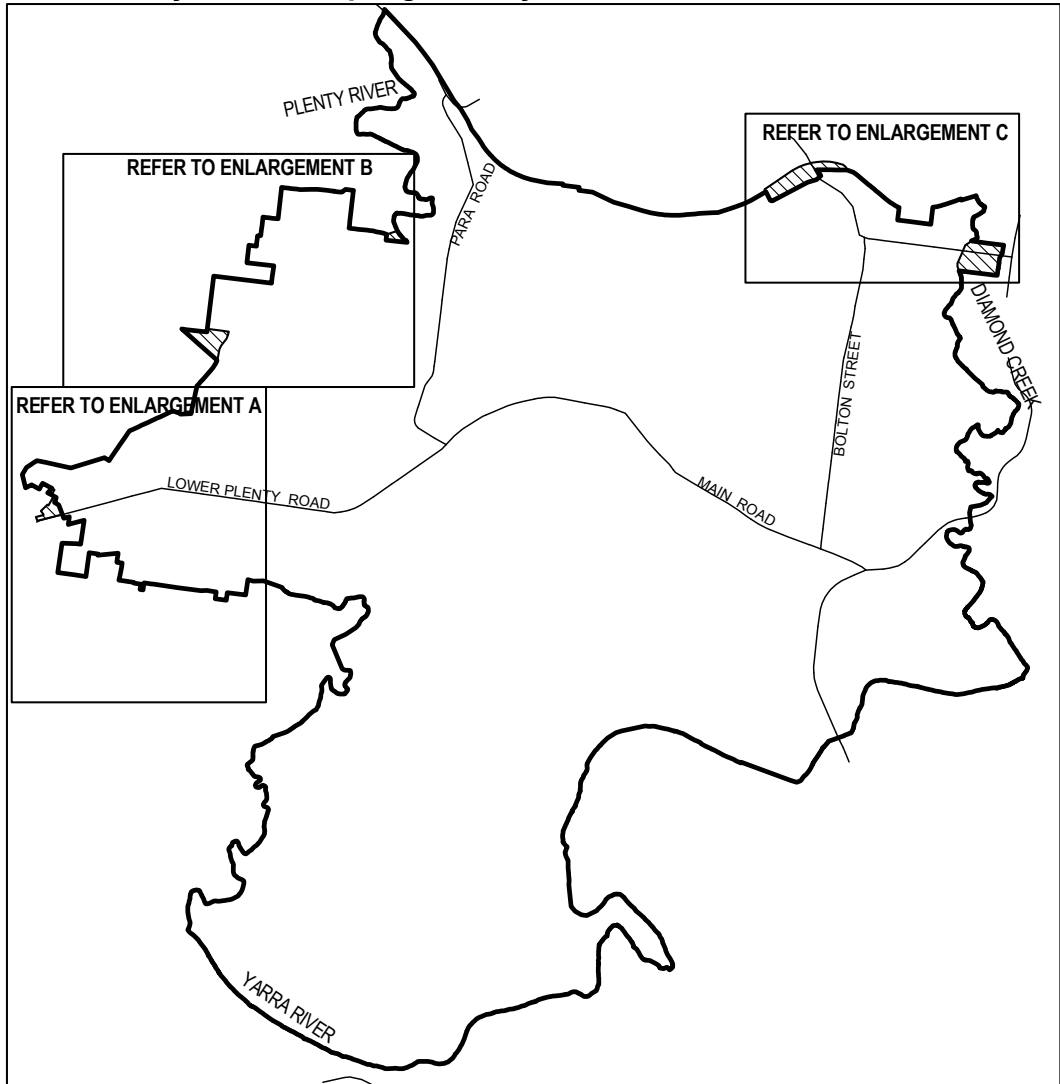 PLENTY RIVER
REFER TO ENLARGEMENT C
REFER TO ENLARGEMENT B
PARA ROAD
DIAMOND CREEK
BOLTON STREET
REFER TO ENLARGEMENT A
LOWER PLENTY ROAD
MAIN ROAD
YARRA RIVER